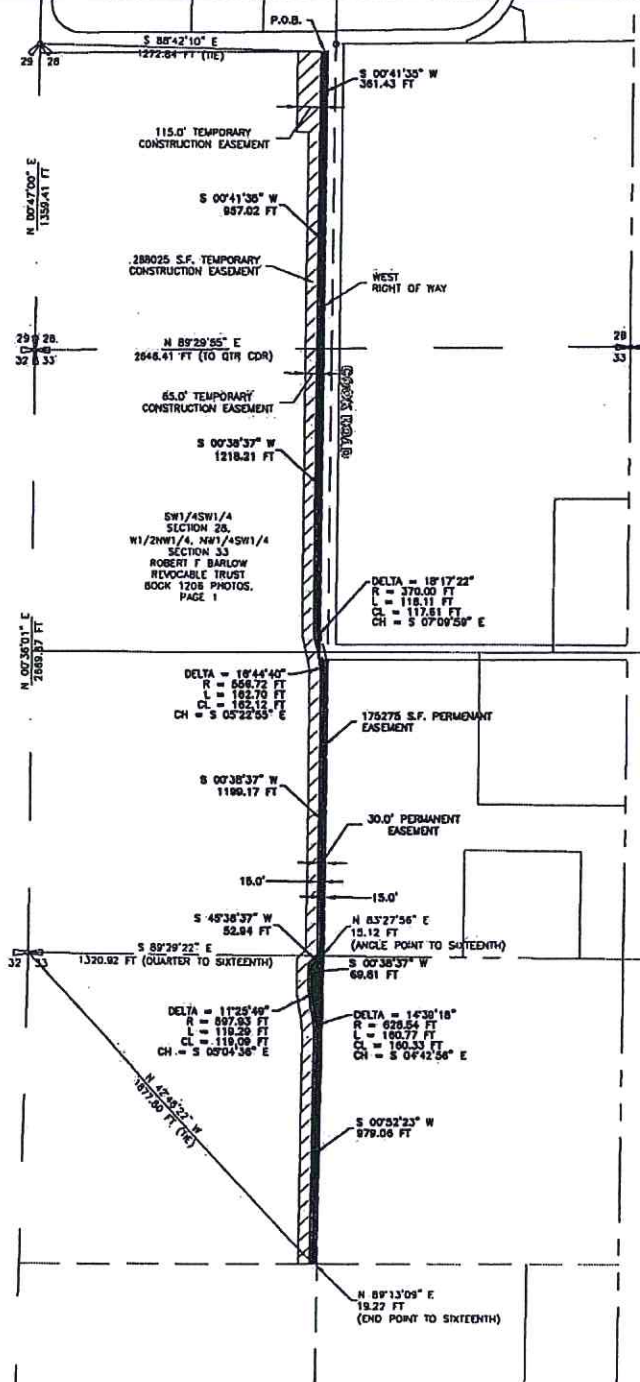 P.O.B.
S 88°42'10" E
1272.84 FT (TIE)
29 28
S 00°41'35" W
361.43 FT
115.0' TEMPORARY
CONSTRUCTION EASEMENT
N 00°47'00" E
1359.41 FT
S 00°41'35" W
957.02 FT
288025 S.F. TEMPORARY
CONSTRUCTION EASEMENT
WEST
RIGHT OF WAY
29 28
32 33
N 89°29'55" E
2648.41 FT (TO QTR COR)
28
33
65.0' TEMPORARY
CONSTRUCTION EASEMENT
ROAD
S 00°38'37" W
1218.21 FT
SW1/4SW1/4
SECTION 28,
W1/2NW1/4, NW1/4SW1/4
SECTION 33
ROBERT F BARLOW
REVOCABLE TRUST
BOOK 1206 PHOTOS,
PAGE 1
DELTA = 18°17'22"
R = 370.00 FT
L = 118.11 FT
CL = 117.61 FT
CH = S 07°09'59" E
N 00°36'01" E
2669.87 FT
DELTA = 16°44'40"
R = 556.72 FT
L = 162.70 FT
CL = 162.12 FT
CH = S 05°22'55" E
175275 S.F. PERMENANT
EASEMENT
S 00°38'37" W
1199.17 FT
30.0' PERMANENT
EASEMENT
15.0'
15.0'
S 45°38'37" W
52.94 FT
N 83°27'56" E
15.12 FT
(ANGLE POINT TO SIXTEENTH)
32 33
S 89°29'22" E
1320.92 FT (QUARTER TO SIXTEENTH)
S 00°38'37" W
69.81 FT
DELTA = 11°25'49"
R = 597.93 FT
L = 119.29 FT
CL = 119.09 FT
CH = S 05°04'36" E
DELTA = 14°39'18"
R = 628.54 FT
L = 160.77 FT
CL = 160.33 FT
CH = S 04°42'56" E
N 42°48'22" W
1877.50 FT (TIE)
S 00°52'23" W
979.06 FT
N 89°13'09" E
19.22 FT
(END POINT TO SIXTEENTH)